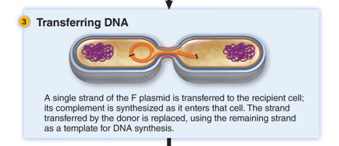 3 Transferring DNA
A single strand of the F plasmid is transferred to the recipient cell;
its complement is synthesized as it enters that cell. The strand
transferred by the donor is replaced, using the remaining strand
as a template for DNA synthesis.